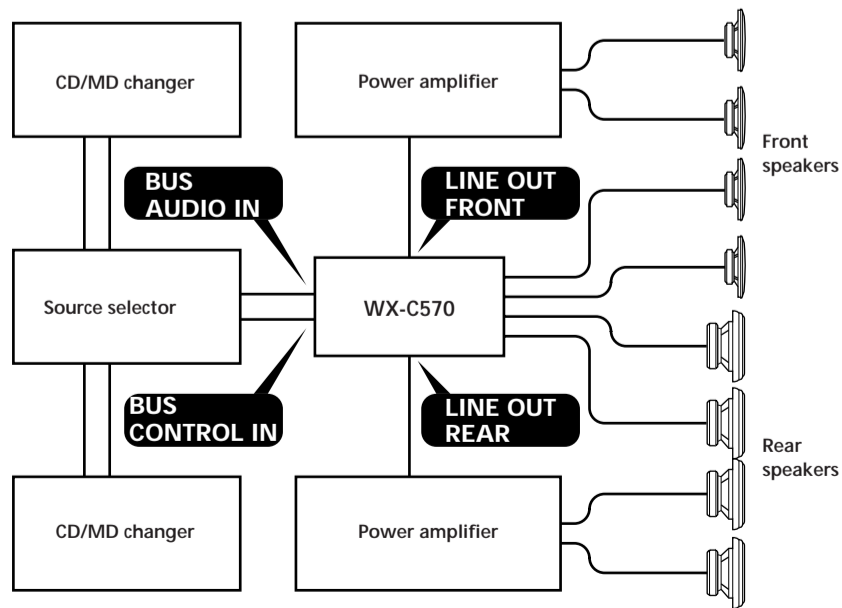 CD/MD changer
Power amplifier
Front
speakers
BUS
AUDIO IN
LINE OUT
FRONT
Source selector
WX-C570
BUS
CONTROL IN
LINE OUT
REAR
Rear
speakers
CD/MD changer
Power amplifier